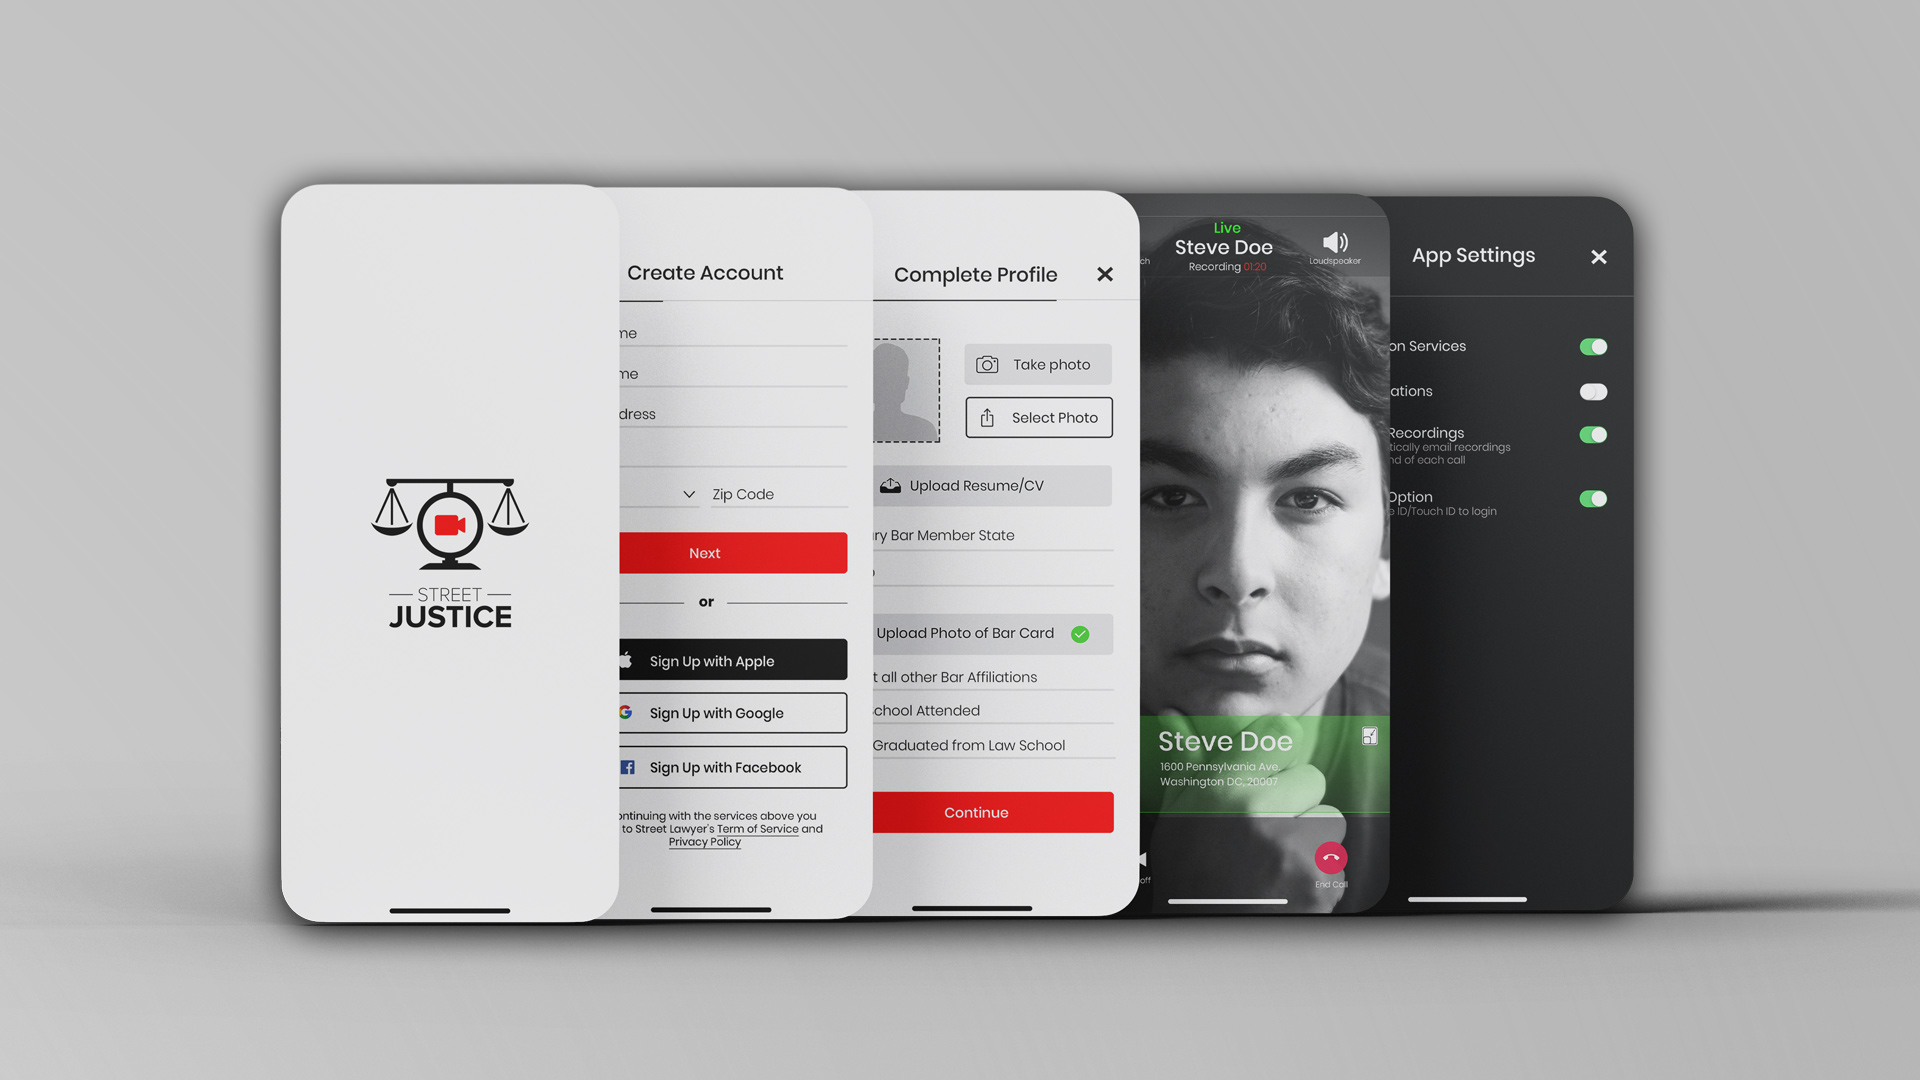 STREET
JUSTICE
Create Account
me
me
dress
Zip Code
Next
or
Sign Up with Apple
Sign Up with Google
Sign Up with Facebook
ontinuing with the services above you
to Street Lawyer's Term of Service and
Privacy Policy
Complete Profile
Take photo
Select Photo
Upload Resume/CV
ry Bar Member State
Upload Photo of Bar Card
t all other Bar Affiliations
chool Attended
Graduated from Law School
Continue
Live
Steve Doe
Recording 01:20
ch
Loudspeaker
Steve Doe
1600 Pennsylvania Ave.
Washington DC, 20007
off
End Call
App Settings
on Services
ations
Recordings
tically email recordings
nd of each call
Option
e ID/Touch ID to login